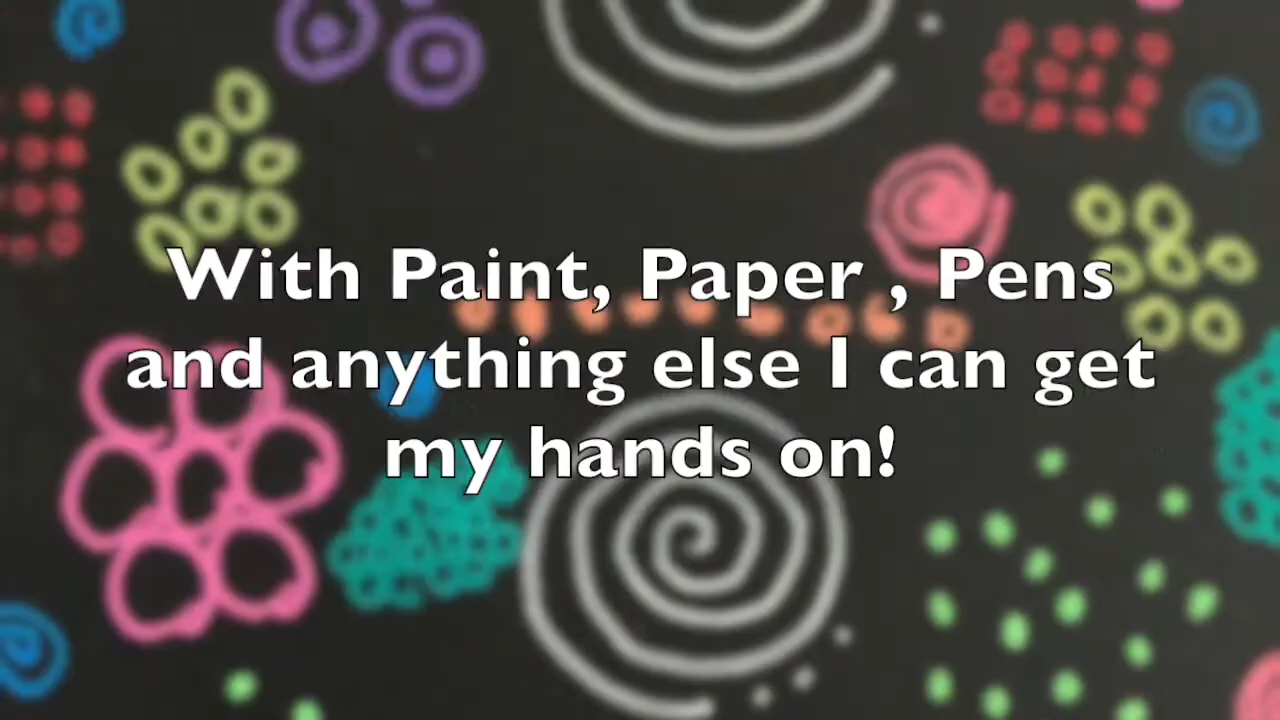 With Paint, Paper , Pens
and anything else I can get
my hands on!